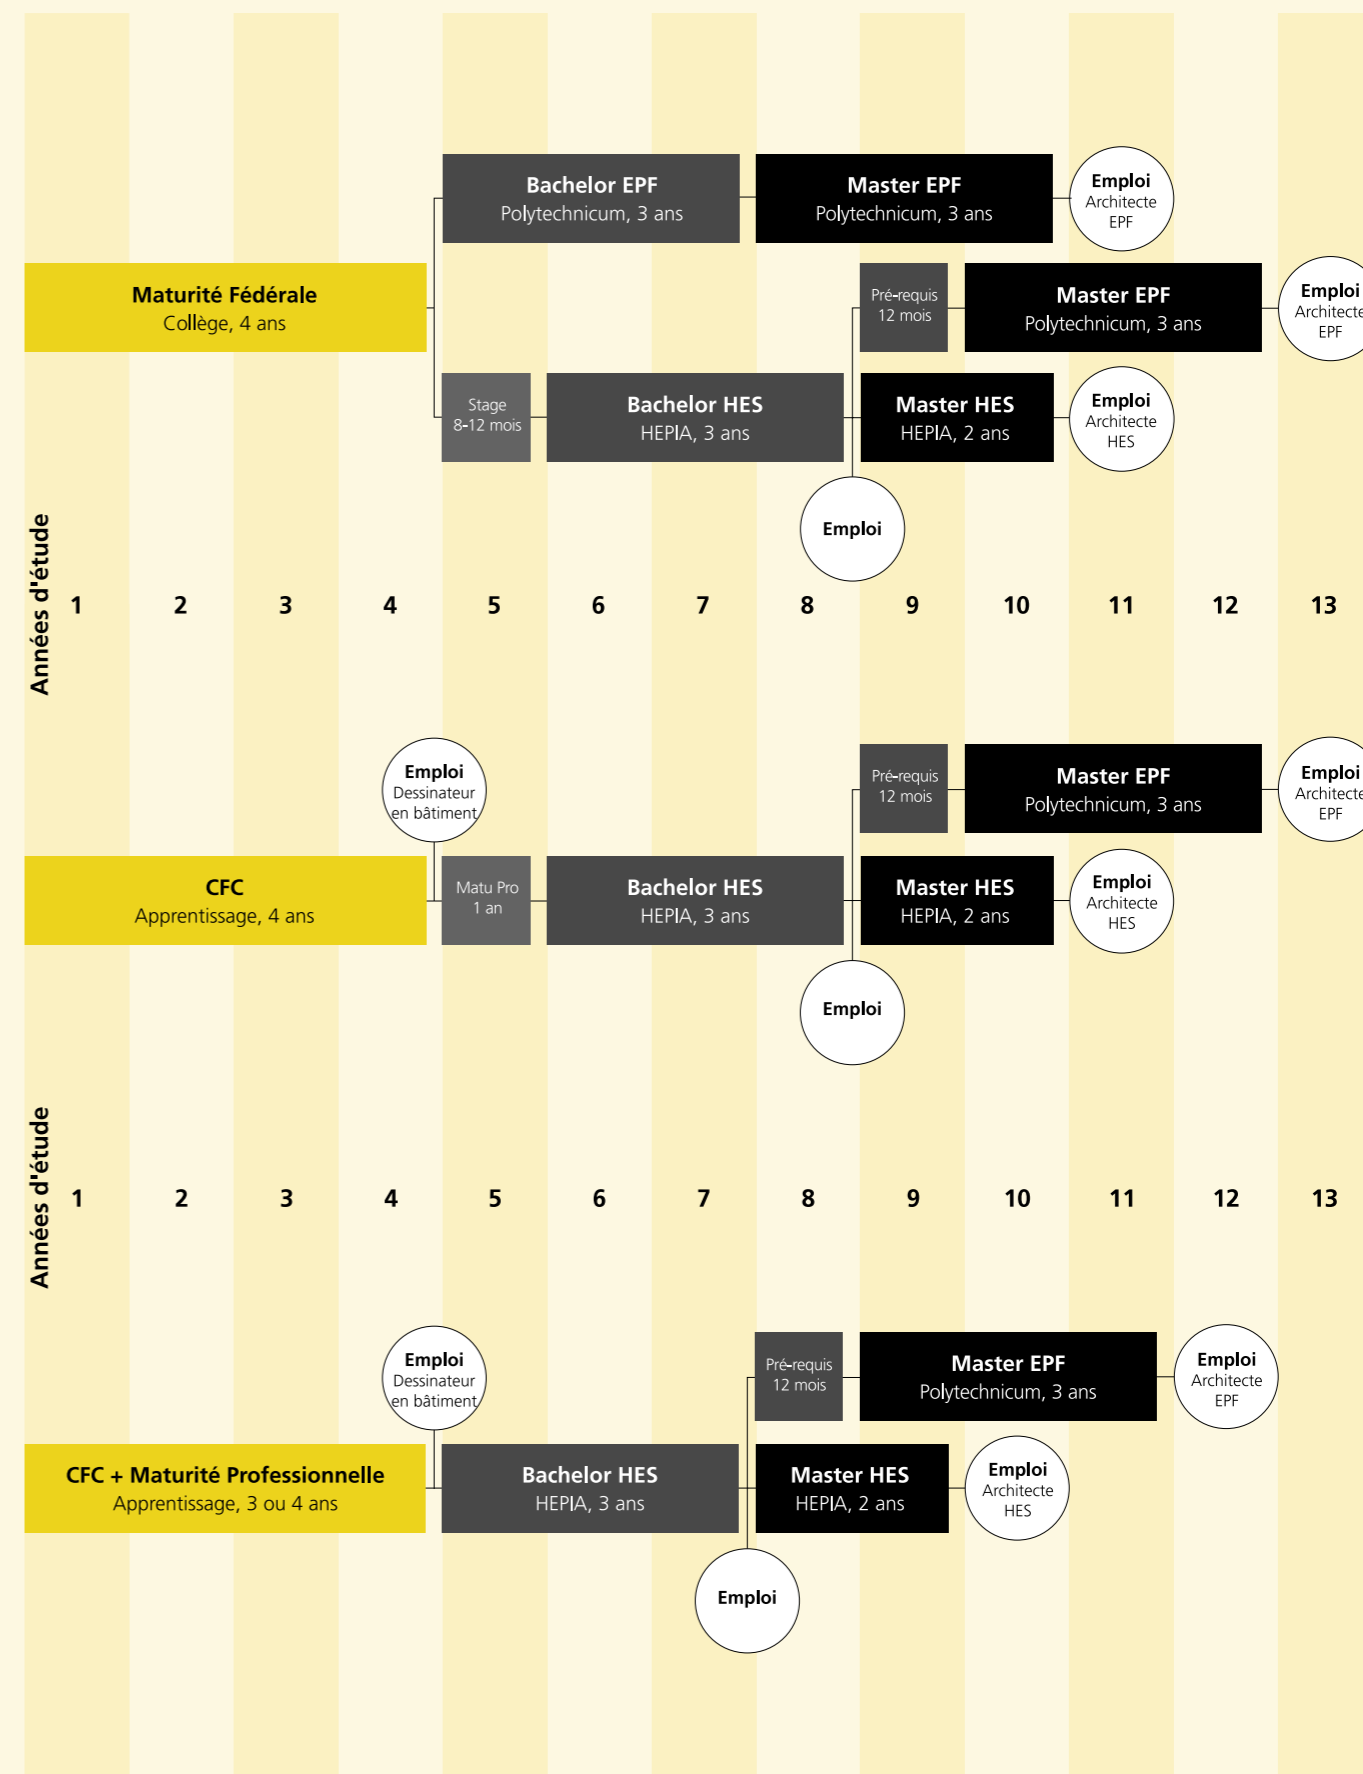 Bachelor EPF
Polytechnicum, 3 ans
Master EPF
Polytechnicum, 3 ans
Emploi
Architecte
EPF
Maturité Fédérale
Collège, 4 ans
Pré-requis
12 mois
Master EPF
Polytechnicum, 3 ans
Emploi
Architecte
EPF
Stage
8-12 mois
Bachelor HES
HEPIA, 3 ans
Master HES
HEPIA, 2 ans
Emploi
Architecte
HES
Emploi
Années d'étude
1 2 3 4 5 6 7 8 9 10 11 12 13
Emploi
Dessinateur
en bâtiment
Pré-requis
12 mois
Master EPF
Polytechnicum, 3 ans
Emploi
Architecte
EPF
CFC
Apprentissage, 4 ans
Matu Pro
1 an
Bachelor HES
HEPIA, 3 ans
Master HES
HEPIA, 2 ans
Emploi
Architecte
HES
Emploi
Années d'étude
1 2 3 4 5 6 7 8 9 10 11 12 13
Emploi
Dessinateur
en bâtiment
Pré-requis
12 mois
Master EPF
Polytechnicum, 3 ans
Emploi
Architecte
EPF
CFC + Maturité Professionnelle
Apprentissage, 3 ou 4 ans
Bachelor HES
HEPIA, 3 ans
Master HES
HEPIA, 2 ans
Emploi
Architecte
HES
Emploi